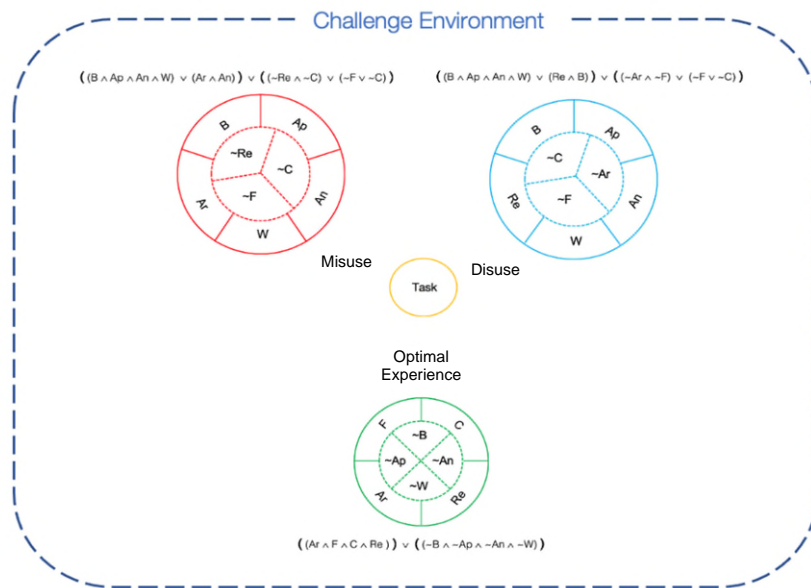 Challenge Environment
((B ∧ Ap ∧ An ∧ W) ∨ (Ar ∧ An)) ∨ ((~Re ∧ ~C) ∨ (~F ∨ ~C))
((B ∧ Ap ∧ An ∧ W) ∨ (Re ∧ B)) ∨ ((~Ar ∧ ~F) ∨ (~F ∨ ~C))
B
Ap
~Re
~C
~F
Ar
An
W
B
Ap
~C
~Ar
~F
Re
An
W
Misuse
Disuse
Task
Optimal
Experience
F
C
~B
~Ap
~An
~W
Ar
Re
((Ar ∧ F ∧ C ∧ Re)) ∨ ((~B ∧ ~Ap ∧ ~An ∧ ~W))